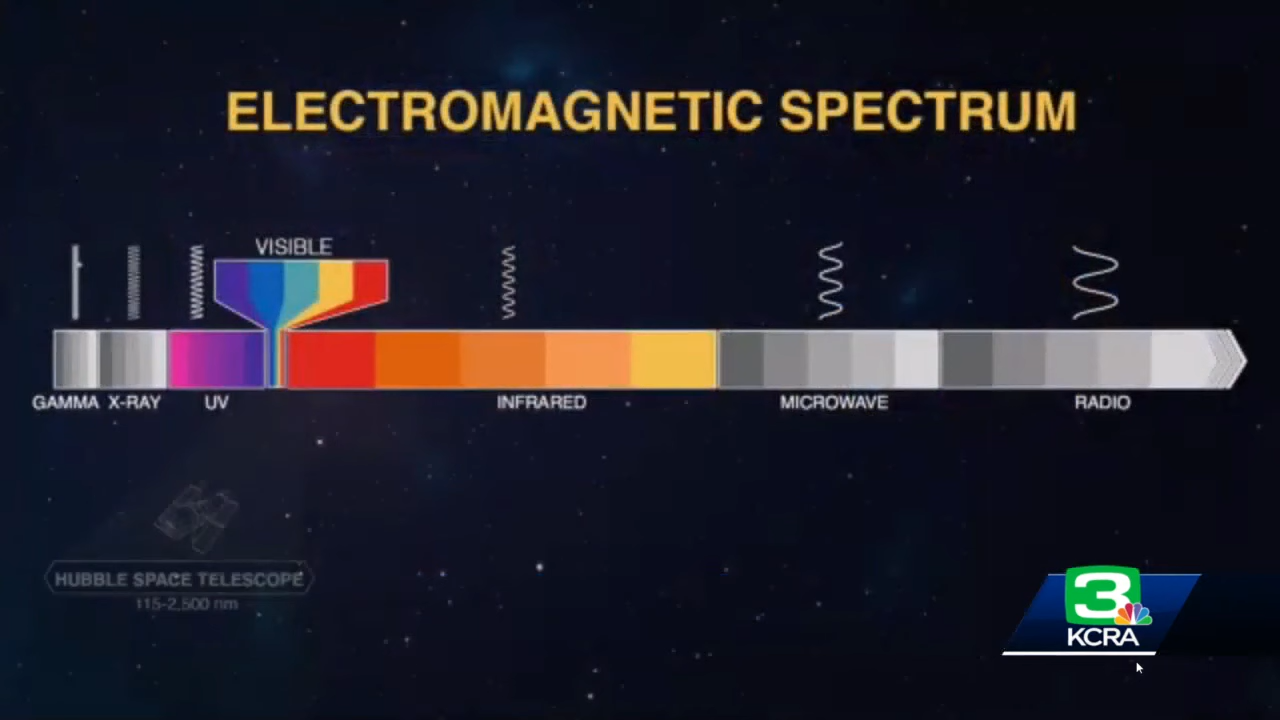 ELECTROMAGNETIC SPECTRUM
VISIBLE
GAMMA X-RAY UV INFRARED MICROWAVE RADIO
HUBBLE SPACE TELESCOPE
115-2,500 nm
3
KCRA